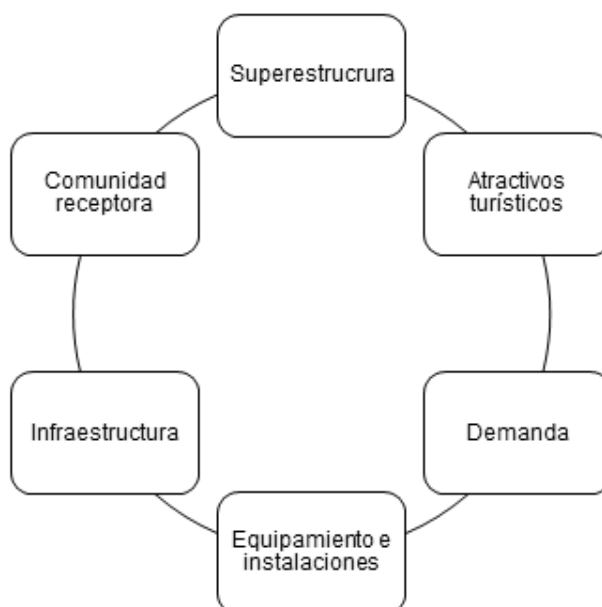 Superestrucrura
Comunidad
receptora
Atractivos
turísticos
Infraestructura
Demanda
Equipamiento e
instalaciones